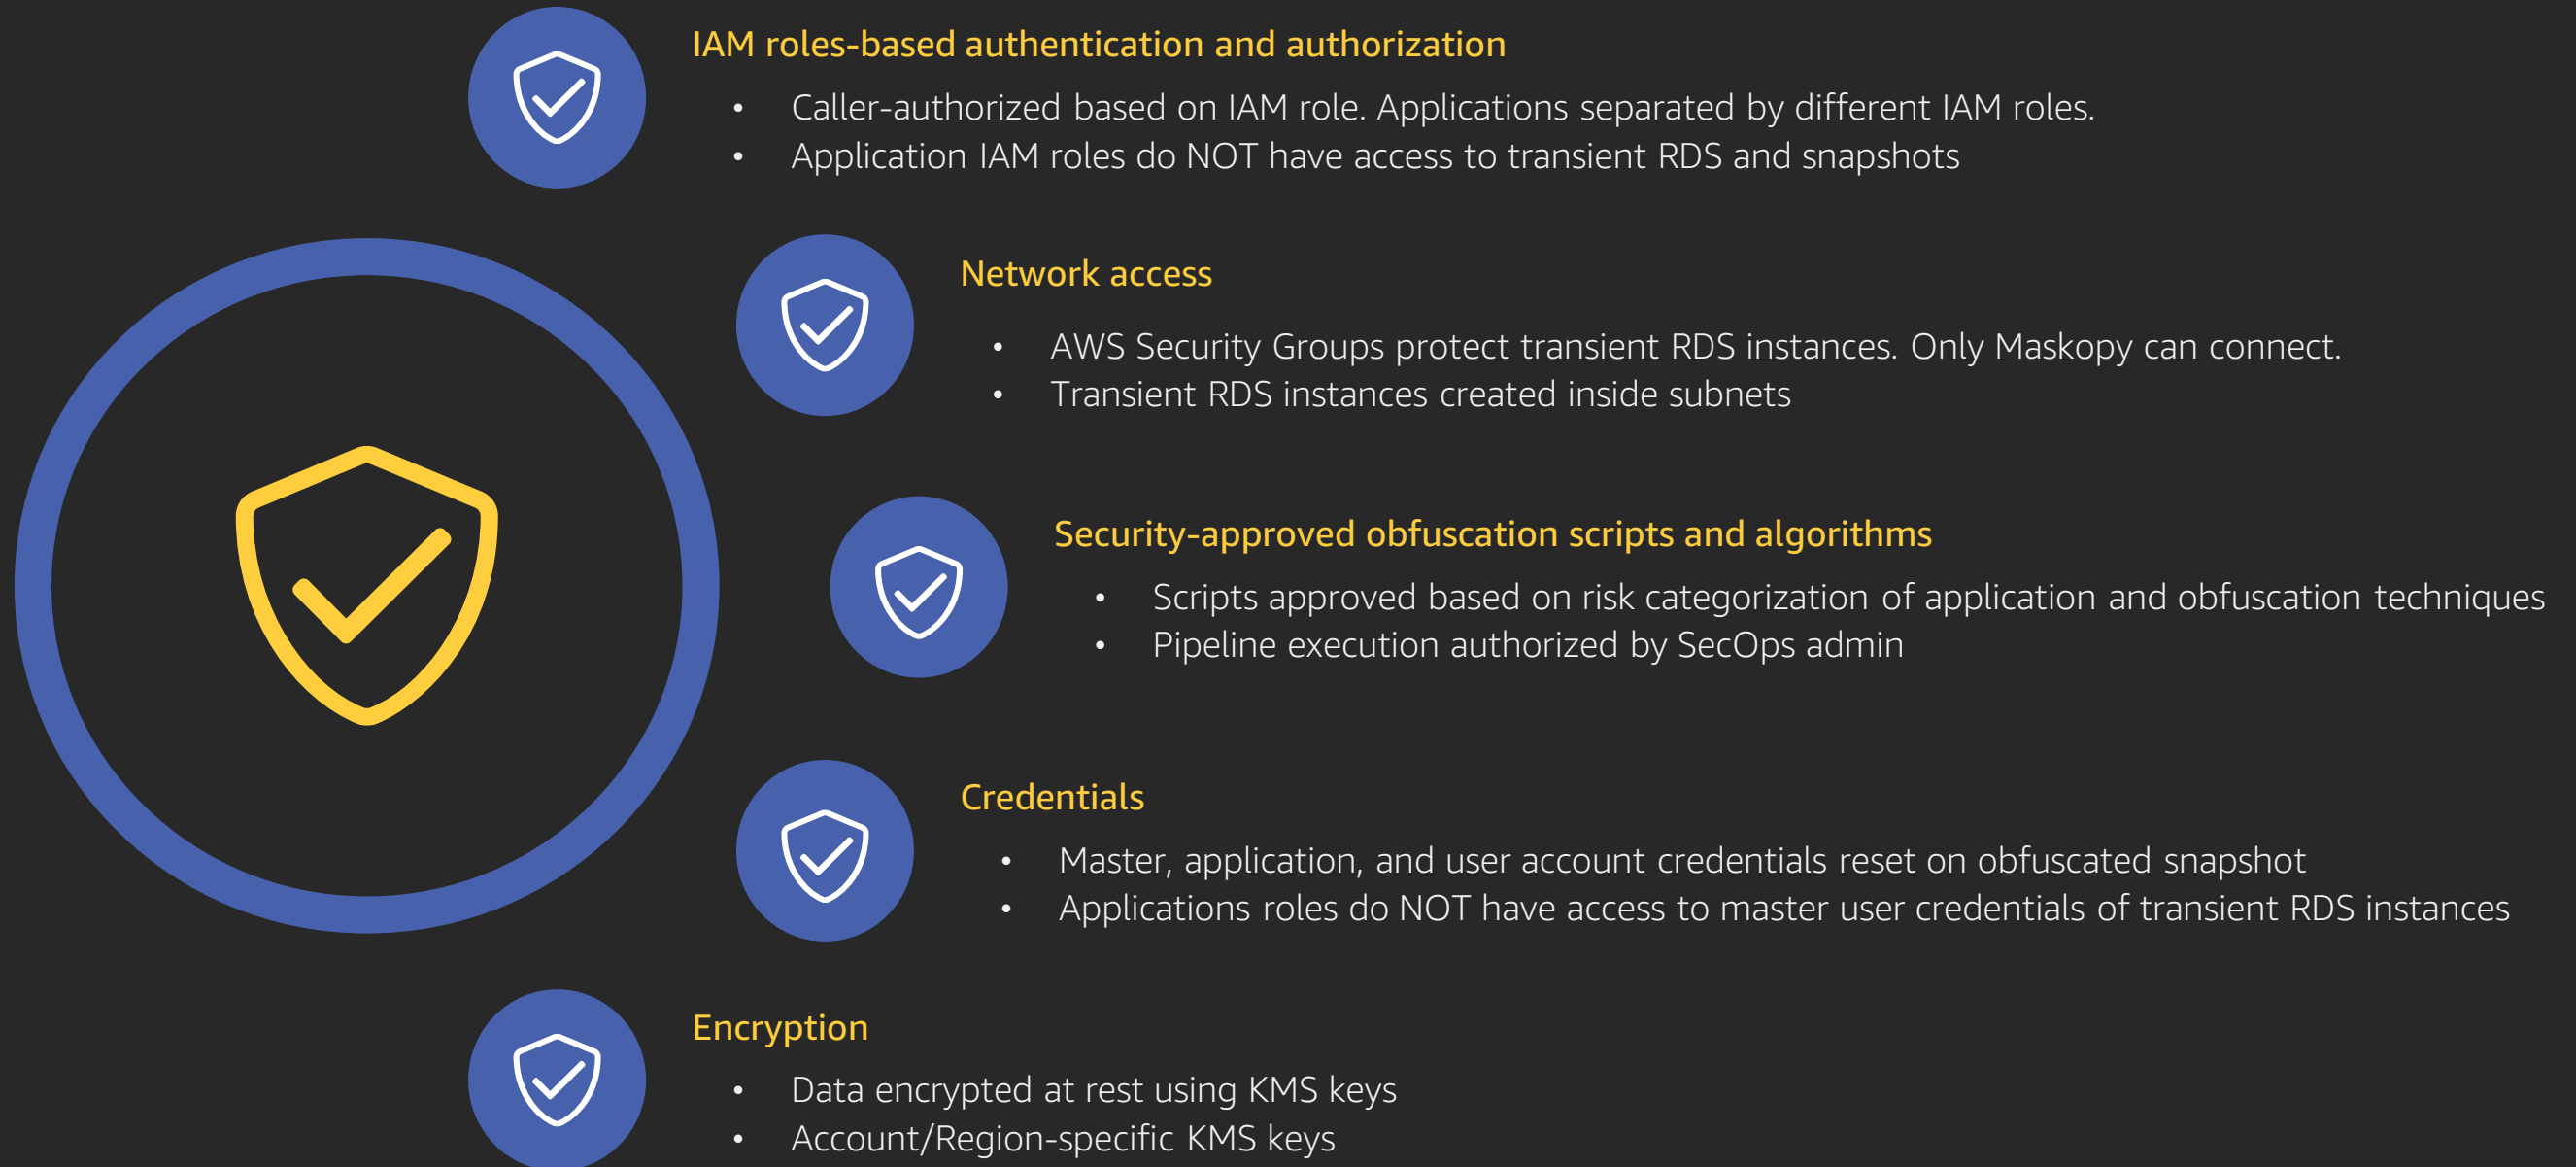 IAM roles-based authentication and authorization
• Caller-authorized based on IAM role. Applications separated by different IAM roles.
• Application IAM roles do NOT have access to transient RDS and snapshots
Network access
• AWS Security Groups protect transient RDS instances. Only Maskopy can connect.
• Transient RDS instances created inside subnets
Security-approved obfuscation scripts and algorithms
• Scripts approved based on risk categorization of application and obfuscation techniques
• Pipeline execution authorized by SecOps admin
Credentials
• Master, application, and user account credentials reset on obfuscated snapshot
• Applications roles do NOT have access to master user credentials of transient RDS instances
Encryption
• Data encrypted at rest using KMS keys
• Account/Region-specific KMS keys